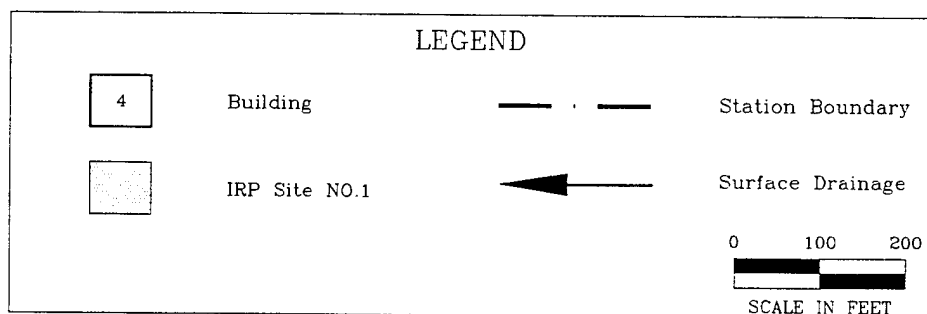 LEGEND
4 Building Station Boundary
IRP Site NO.1 Surface Drainage
0 100 200
SCALE IN FEET